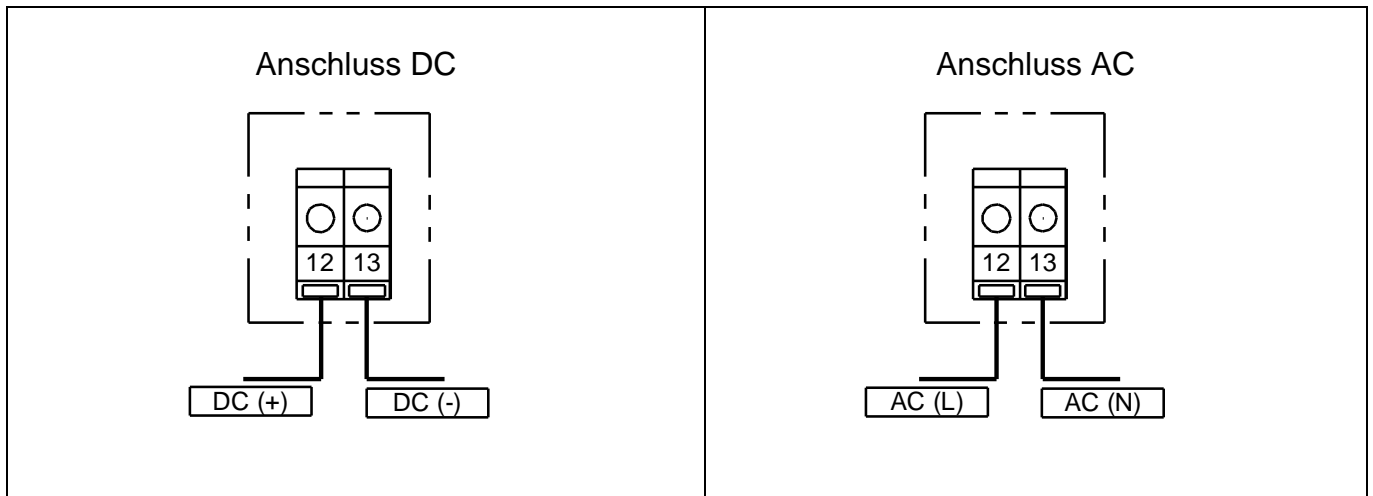 Anschluss DC
12 13
DC (+) DC (-)
Anschluss AC
12 13
AC (L) AC (N)